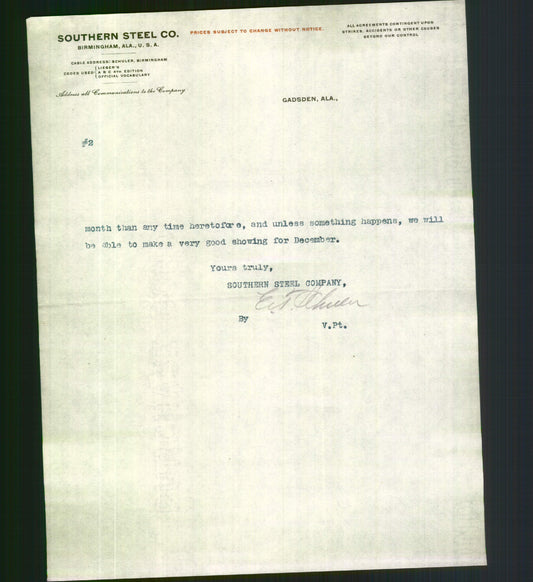 SOUTHERN STEEL CO.
BIRMINGHAM, ALA., U.S.A.
CABLE ADDRESS: SCHULER, BIRMINGHAM
CODES USED { LIEBER'S
A B C 4TH EDITION
OFFICIAL VOCABULARY
Address all Communications to the Company
PRICES SUBJECT TO CHANGE WITHOUT NOTICE.
ALL AGREEMENTS CONTINGENT UPON
STRIKES, ACCIDENTS OR OTHER CAUSES
BEYOND OUR CONTROL
GADSDEN, ALA.,
#2
month than any time heretofore, and unless something happens, we will
be able to make a very good showing for December.
Yours truly,
SOUTHERN STEEL COMPANY,
By
V.Pt.